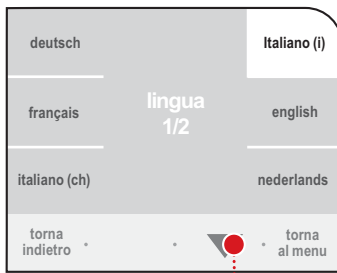 deutsch
Italiano (i)
français
lingua
1/2
english
italiano (ch)
nederlands
torna
indietro
torna
al menu